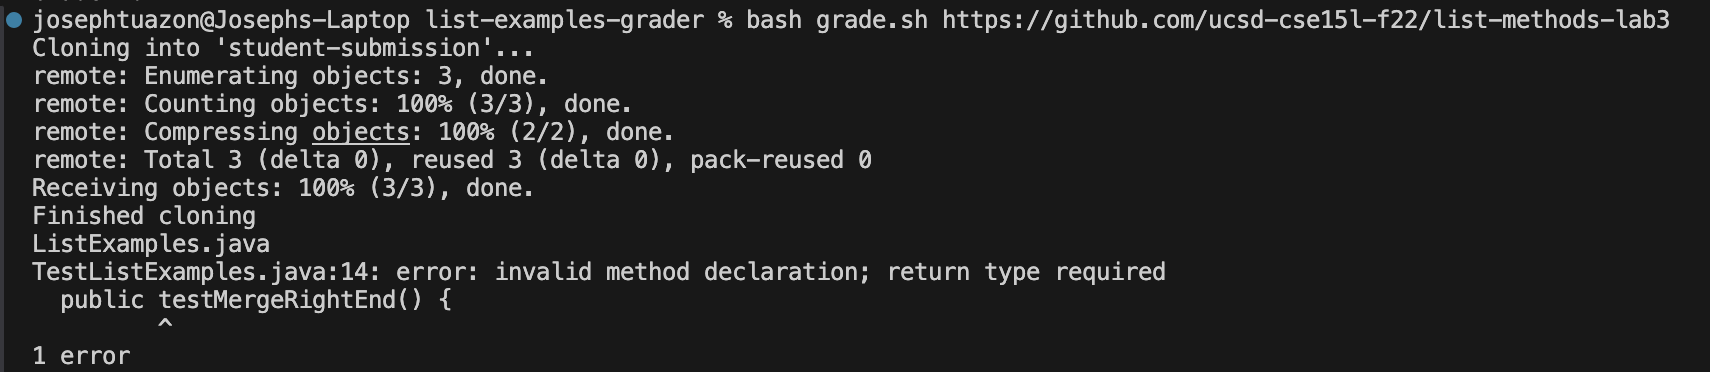 josephtuazon@Josephs-Laptop list-examples-grader % bash grade.sh https://github.com/ucsd-cse15l-f22/list-methods-lab3
Cloning into 'student-submission'...
remote: Enumerating objects: 3, done.
remote: Counting objects: 100% (3/3), done.
remote: Compressing objects: 100% (2/2), done.
remote: Total 3 (delta 0), reused 3 (delta 0), pack-reused 0
Receiving objects: 100% (3/3), done.
Finished cloning
ListExamples.java
TestListExamples.java:14: error: invalid method declaration; return type required
  public testMergeRightEnd() {
         ^
1 error